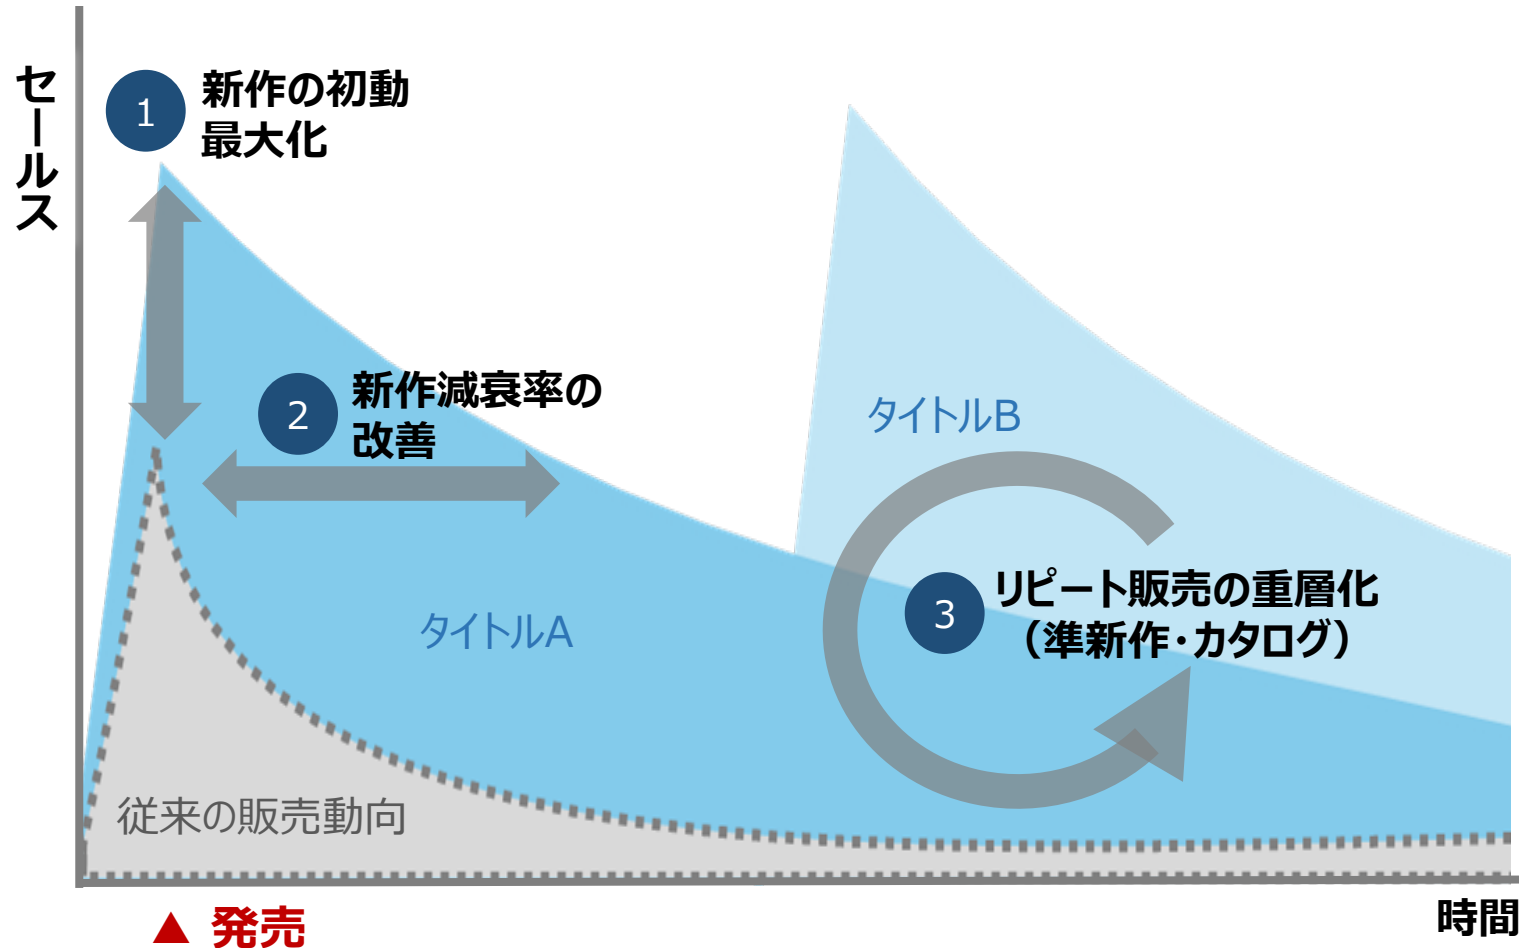 セールス
1
新作の初動
最大化
2
新作減衰率の
改善
タイトルB
タイトルA
3
リピート販売の重層化
（準新作・カタログ）
従来の販売動向
▲ 発売
時間